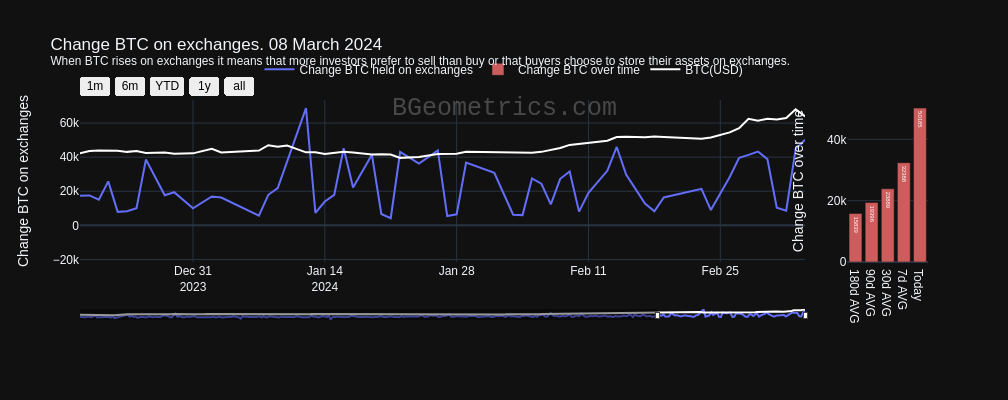 Change BTC on exchanges. 08 March 2024
When BTC rises on exchanges it means that more investors prefer to sell than buy or that buyers choose to store their assets on exchanges.
Change BTC held on exchanges Change BTC over time BTC(USD)
1m 6m YTD 1y all
BGeometrics.com
Change BTC on exchanges
60k
40k
20k
0
−20k
Dec 31
2023
Jan 14
2024
Jan 28
Feb 11
Feb 25
Change BTC over time
40k
20k
0
180d AVG
90d AVG
30d AVG
7d AVG
Today